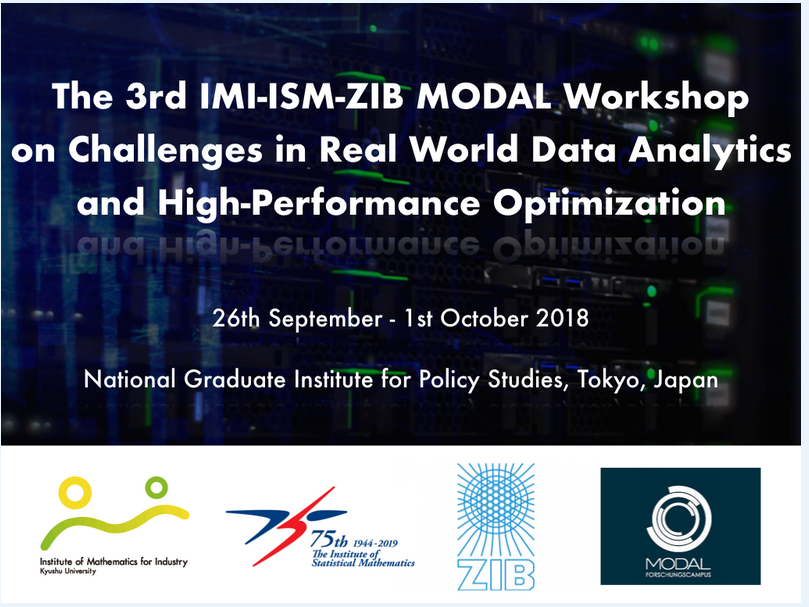 The 3rd IMI-ISM-ZIB MODAL Workshop
on Challenges in Real World Data Analytics
and High-Performance Optimization
26th September - 1st October 2018
National Graduate Institute for Policy Studies, Tokyo, Japan
Institute of Mathematics for Industry
Kyushu University
75th 1944-2019
The Institute of
Statistical Mathematics
ZIB
MODAL
FORSCHUNGSCAMPUS